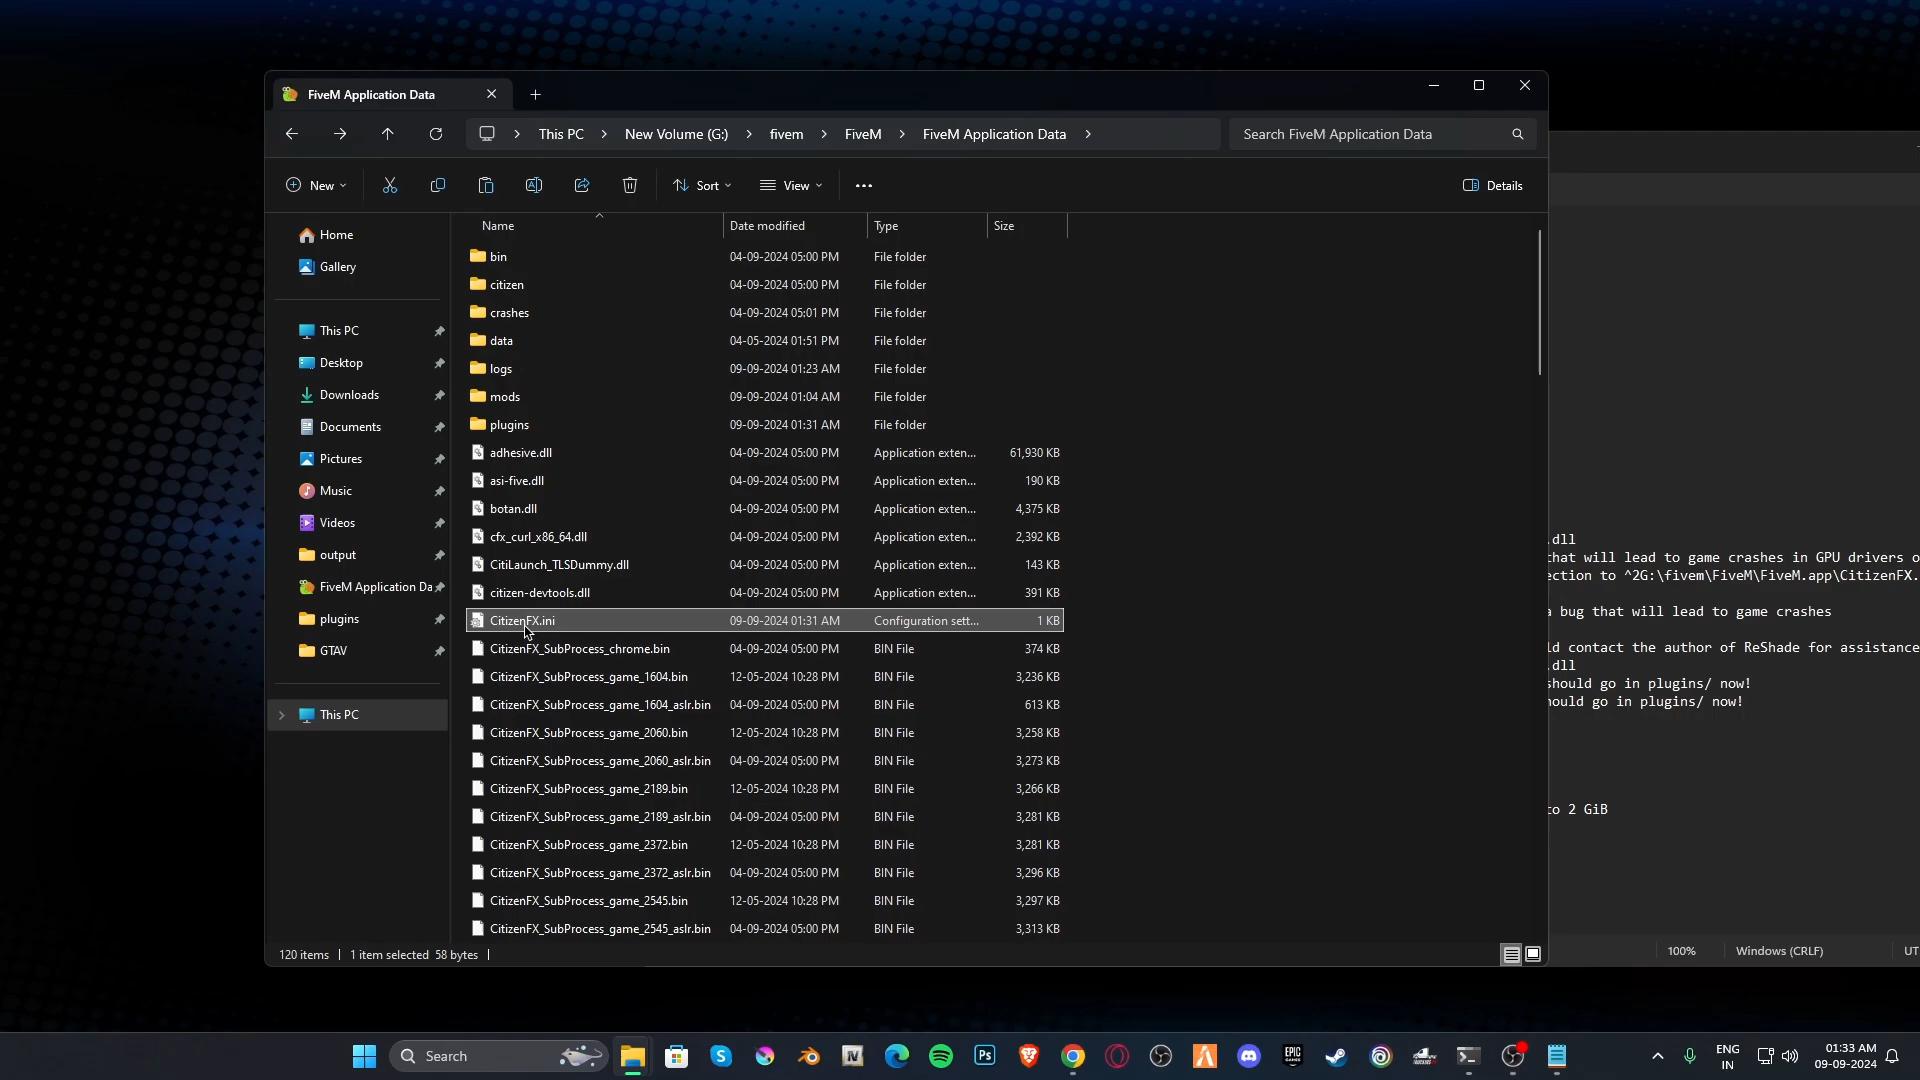 FiveM Application Data
This PC > New Volume (G:) > fivem > FiveM > FiveM Application Data >
Search FiveM Application Data
New
Sort
View
Details
Home
Gallery
This PC
Desktop
Downloads
Documents
Pictures
Music
Videos
output
FiveM Application Da
plugins
GTAV
This PC
Name Date modified Type Size
bin 04-09-2024 05:00 PM File folder
citizen 04-09-2024 05:00 PM File folder
crashes 04-09-2024 05:01 PM File folder
data 04-05-2024 01:51 PM File folder
logs 09-09-2024 01:23 AM File folder
mods 09-09-2024 01:04 AM File folder
plugins 09-09-2024 01:31 AM File folder
adhesive.dll 04-09-2024 05:00 PM Application exten... 61,930 KB
asi-five.dll 04-09-2024 05:00 PM Application exten... 190 KB
botan.dll 04-09-2024 05:00 PM Application exten... 4,375 KB
cfx_curl_x86_64.dll 04-09-2024 05:00 PM Application exten... 2,392 KB
CitiLaunch_TLSDummy.dll 04-09-2024 05:00 PM Application exten... 143 KB
citizen-devtools.dll 04-09-2024 05:00 PM Application exten... 391 KB
CitizenFX.ini 09-09-2024 01:31 AM Configuration sett... 1 KB
CitizenFX_SubProcess_chrome.bin 04-09-2024 05:00 PM BIN File 374 KB
CitizenFX_SubProcess_game_1604.bin 12-05-2024 10:28 PM BIN File 3,236 KB
CitizenFX_SubProcess_game_1604_aslr.bin 04-09-2024 05:00 PM BIN File 613 KB
CitizenFX_SubProcess_game_2060.bin 12-05-2024 10:28 PM BIN File 3,258 KB
CitizenFX_SubProcess_game_2060_aslr.bin 04-09-2024 05:00 PM BIN File 3,273 KB
CitizenFX_SubProcess_game_2189.bin 12-05-2024 10:28 PM BIN File 3,266 KB
CitizenFX_SubProcess_game_2189_aslr.bin 04-09-2024 05:00 PM BIN File 3,281 KB
CitizenFX_SubProcess_game_2372.bin 12-05-2024 10:28 PM BIN File 3,281 KB
CitizenFX_SubProcess_game_2372_aslr.bin 04-09-2024 05:00 PM BIN File 3,296 KB
CitizenFX_SubProcess_game_2545.bin 12-05-2024 10:28 PM BIN File 3,297 KB
CitizenFX_SubProcess_game_2545_aslr.bin 04-09-2024 05:00 PM BIN File 3,313 KB
120 items | 1 item selected 58 bytes |
.dll
that will lead to game crashes in GPU drivers o
ection to ^2G:\fivem\FiveM\FiveM.app\CitizenFX.
a bug that will lead to game crashes
ld contact the author of ReShade for assistance
.dll
should go in plugins/ now!
hould go in plugins/ now!
to 2 GiB
100% Windows (CRLF) UT
Search
IV
Ps
EPIC GAMES
ENG
IN
01:33 AM
09-09-2024